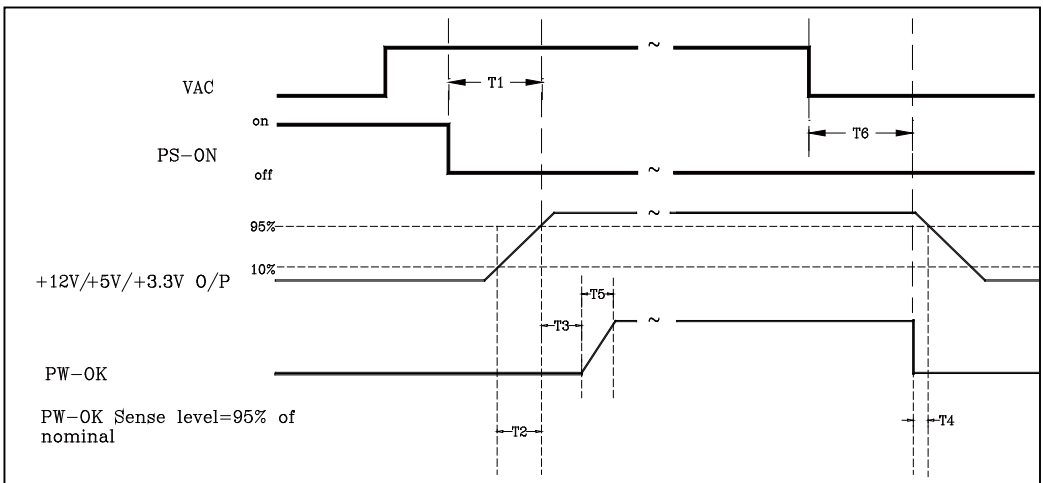 VAC
T1
~
on
PS-ON
T6
off
~
95%
~
10%
+12V/+5V/+3.3V O/P
T5
T3
~
PW-OK
PW-OK Sense level=95% of
nominal
T2
T4